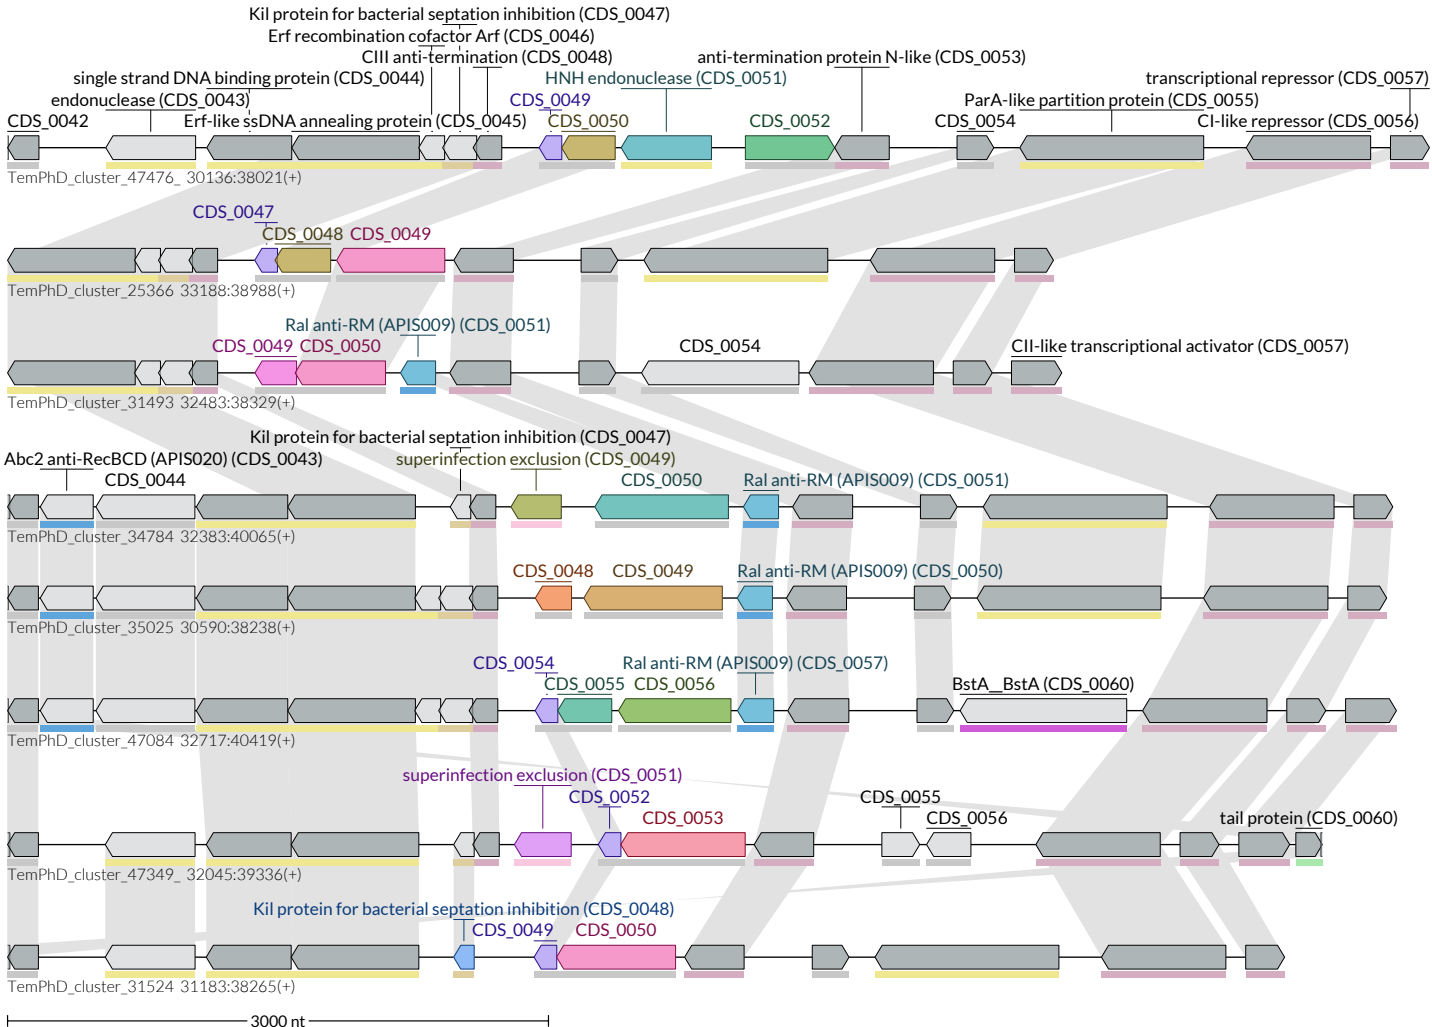 Kil protein for bacterial septation inhibition (CDS_0047)
Erf recombination cofactor Arf (CDS_0046)
CIII anti-termination (CDS_0048)
anti-termination protein N-like (CDS_0053)
single strand DNA binding protein (CDS_0044)
HNH endonuclease (CDS_0051)
transcriptional repressor (CDS_0057)
endonuclease (CDS_0043)
CDS_0049
ParA-like partition protein (CDS_0055)
CDS_0042
Erf-like ssDNA annealing protein (CDS_0045)
CDS_0050
CDS_0052
CDS_0054
CI-like repressor (CDS_0056)
TemPhD_cluster_47476_ 30136:38021(+)
CDS_0047
CDS_0048
CDS_0049
TemPhD_cluster_25366 33188:38988(+)
Ral anti-RM (APIS009) (CDS_0051)
CDS_0049
CDS_0050
CDS_0054
CII-like transcriptional activator (CDS_0057)
TemPhD_cluster_31493 32483:38329(+)
Kil protein for bacterial septation inhibition (CDS_0047)
Abc2 anti-RecBCD (APIS020) (CDS_0043)
superinfection exclusion (CDS_0049)
CDS_0044
CDS_0050
Ral anti-RM (APIS009) (CDS_0051)
TemPhD_cluster_34784 32383:40065(+)
CDS_0048
CDS_0049
Ral anti-RM (APIS009) (CDS_0050)
TemPhD_cluster_35025 30590:38238(+)
CDS_0054
Ral anti-RM (APIS009) (CDS_0057)
CDS_0055
CDS_0056
BstA__BstA (CDS_0060)
TemPhD_cluster_47084 32717:40419(+)
superinfection exclusion (CDS_0051)
CDS_0052
CDS_0055
CDS_0053
CDS_0056
tail protein (CDS_0060)
TemPhD_cluster_47349_ 32045:39336(+)
Kil protein for bacterial septation inhibition (CDS_0048)
CDS_0049
CDS_0050
TemPhD_cluster_31524 31183:38265(+)
3000 nt